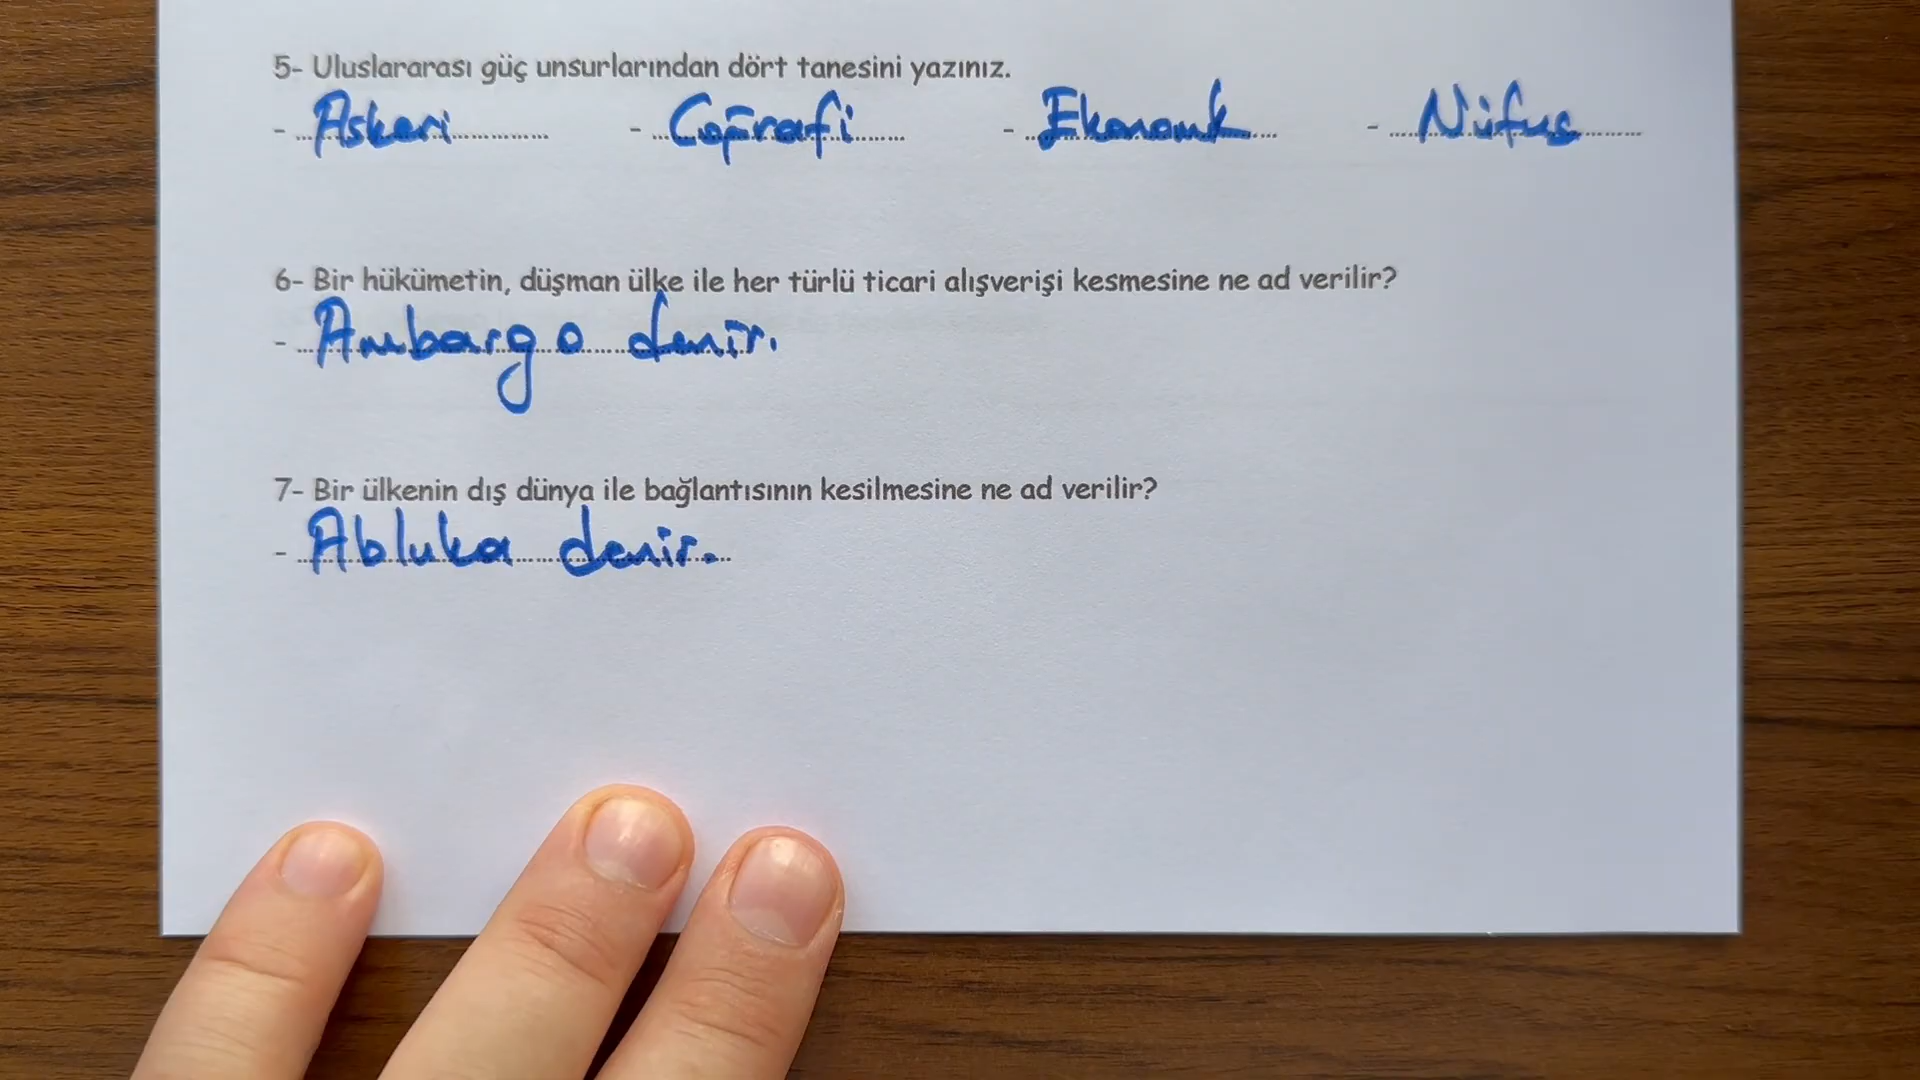 5- Uluslararası güç unsurlarından dört tanesini yazınız.
- Askeri - Coğrafi - Ekonomik - Nüfus
6- Bir hükümetin, düşman ülke ile her türlü ticari alışverişi kesmesine ne ad verilir?
- Ambargo denir.
7- Bir ülkenin dış dünya ile bağlantısının kesilmesine ne ad verilir?
- Abluka denir.